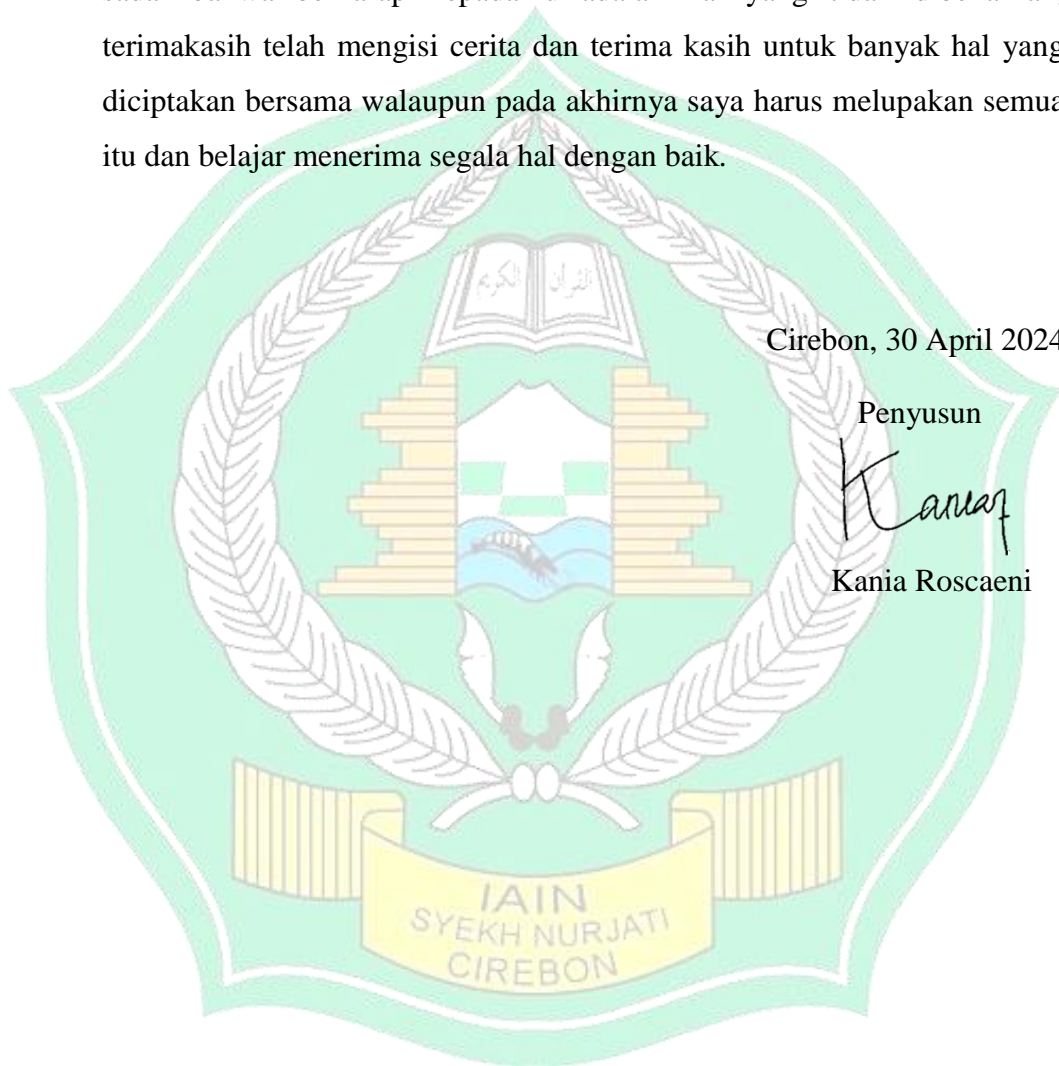 terimakasih telah mengisi cerita dan terima kasih untuk banyak hal yang
diciptakan bersama walaupun pada akhirnya saya harus melupakan semua
itu dan belajar menerima segala hal dengan baik.
القرآن الكريم
Cirebon, 30 April 2024
Penyusun
Kania Roscaeni
IAIN
SYEKH NURJATI
CIREBON